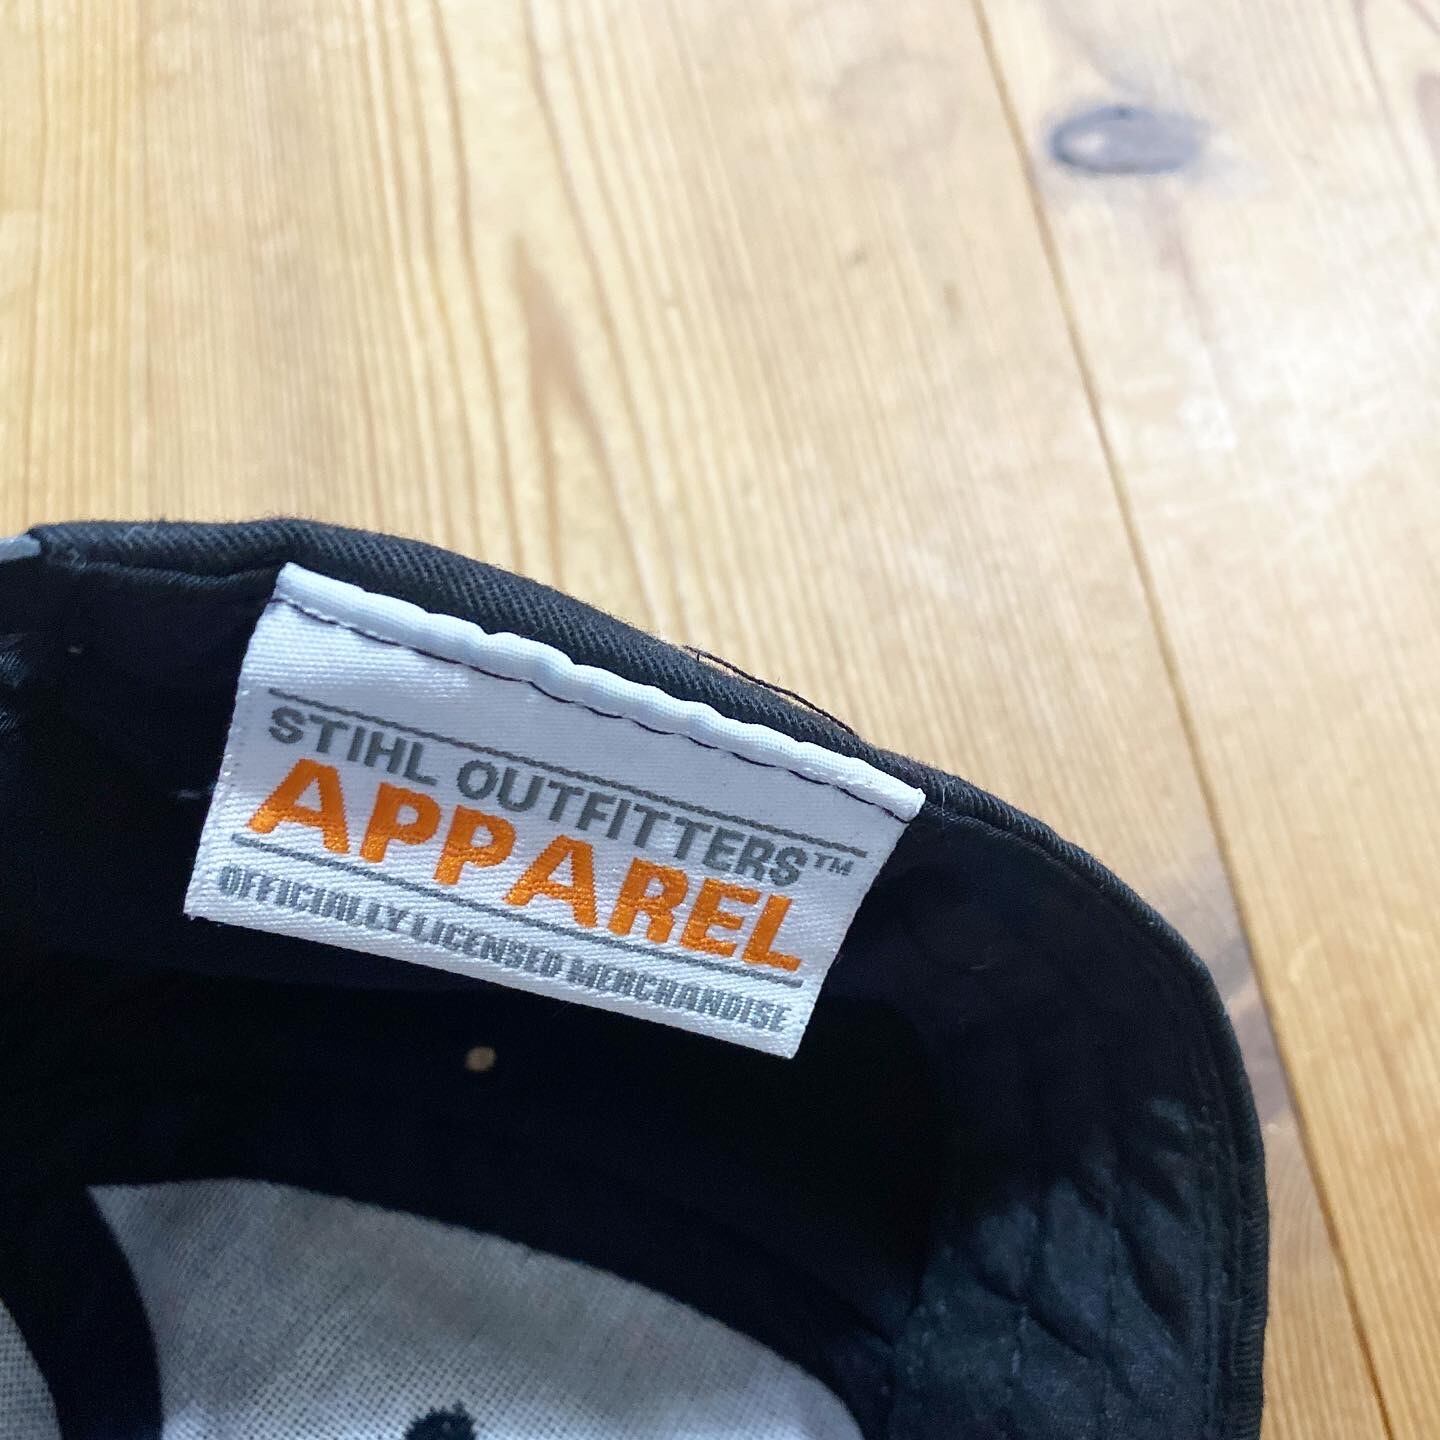 STIHL OUTFITTERS™
APPAREL
OFFICIALLY LICENSED MERCHANDISE